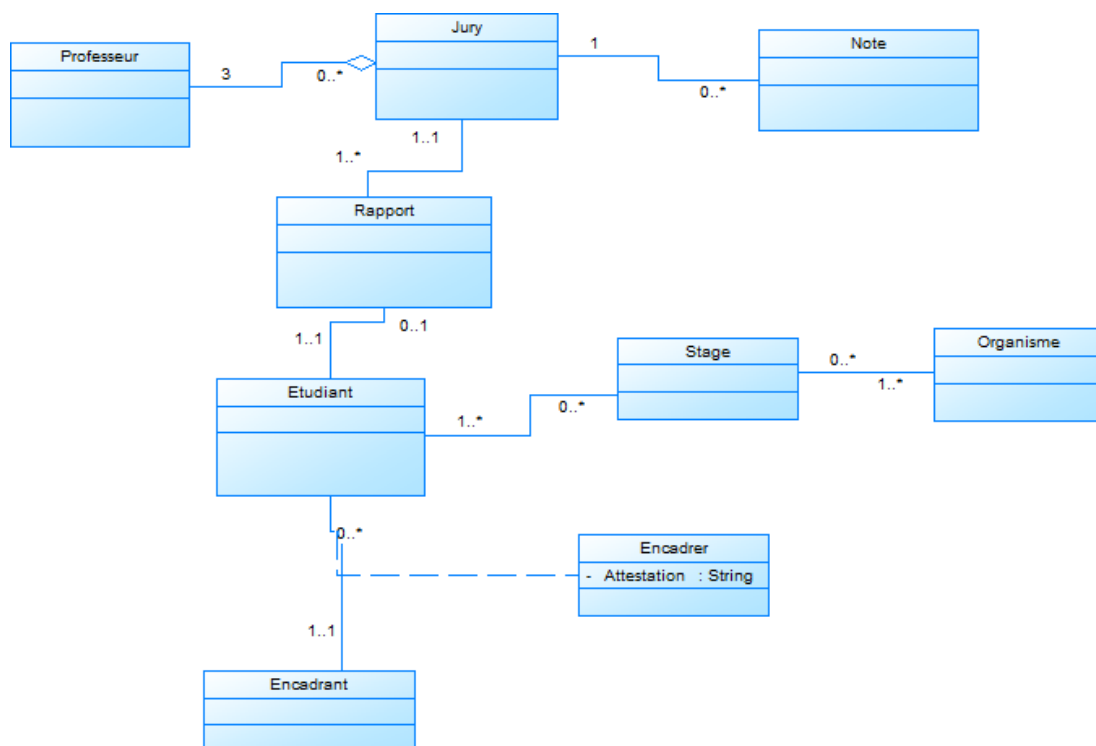 Jury
Professeur
Note
3
0..*
1
0..*
1..1
1..*
Rapport
1..1
0..1
Stage
Organisme
0..*
1..*
Etudiant
1..*
0..*
0..*
Encadrer
- Attestation : String
1..1
Encadrant